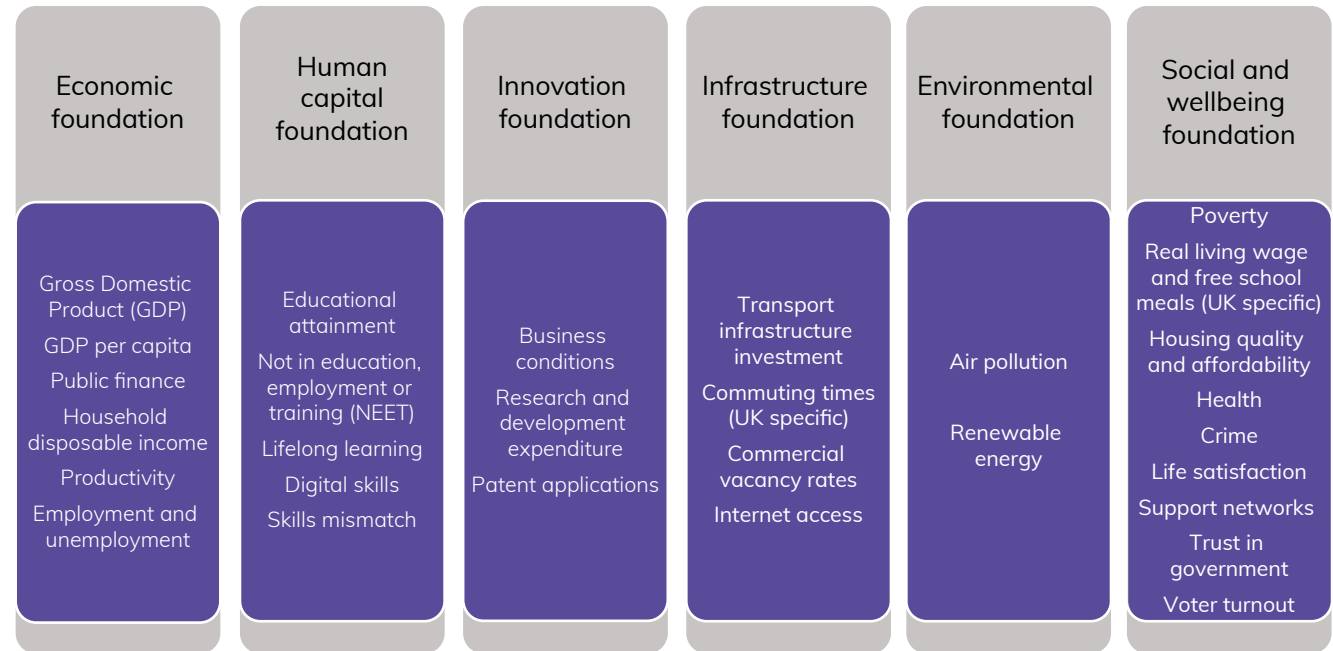 Economic
foundation
Gross Domestic
Product (GDP)
GDP per capita
Public finance
Household
disposable income
Productivity
Employment and
unemployment
Human
capital
foundation
Educational
attainment
Not in education,
employment or
training (NEET)
Lifelong learning
Digital skills
Skills mismatch
Innovation
foundation
Business
conditions
Research and
development
expenditure
Patent applications
Infrastructure
foundation
Transport
infrastructure
investment
Commuting times
(UK specific)
Commercial
vacancy rates
Internet access
Environmental
foundation
Air pollution
Renewable
energy
Social and
wellbeing
foundation
Poverty
Real living wage
and free school
meals (UK specific)
Housing quality
and affordability
Health
Crime
Life satisfaction
Support networks
Trust in
government
Voter turnout